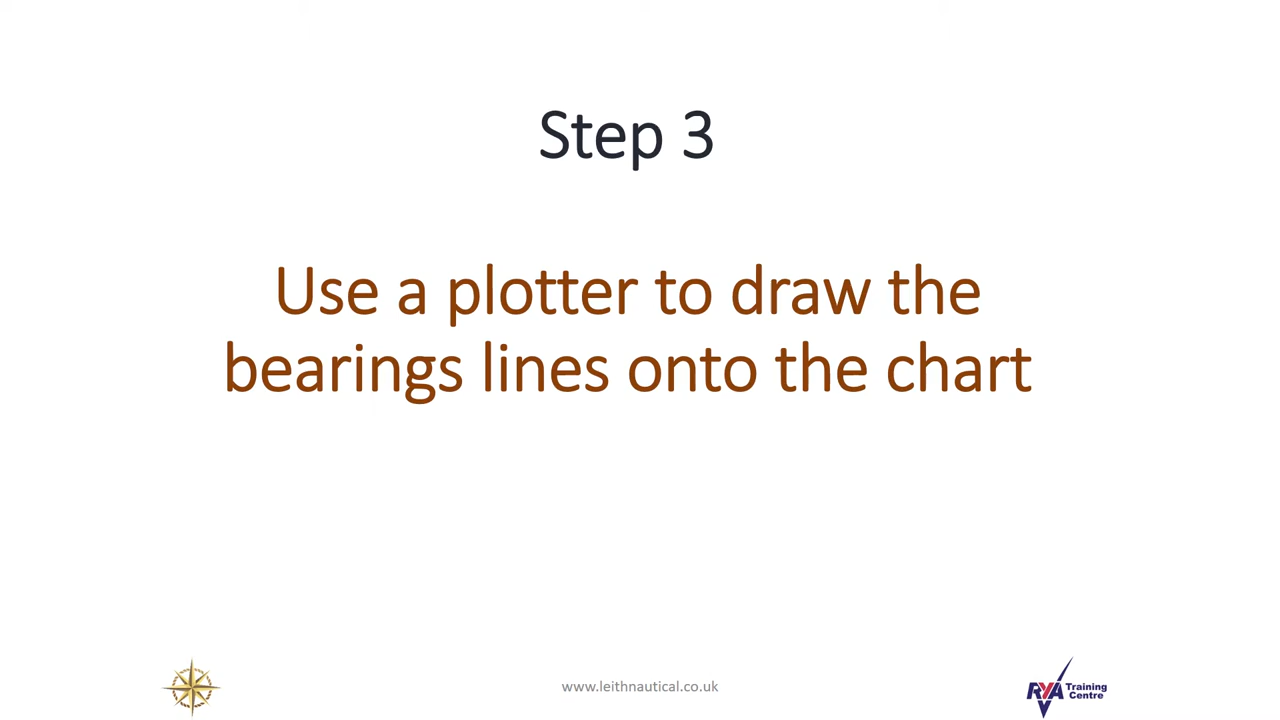 Step 3
Use a plotter to draw the
bearings lines onto the chart
www.leithnautical.co.uk
RYA Training
Centre